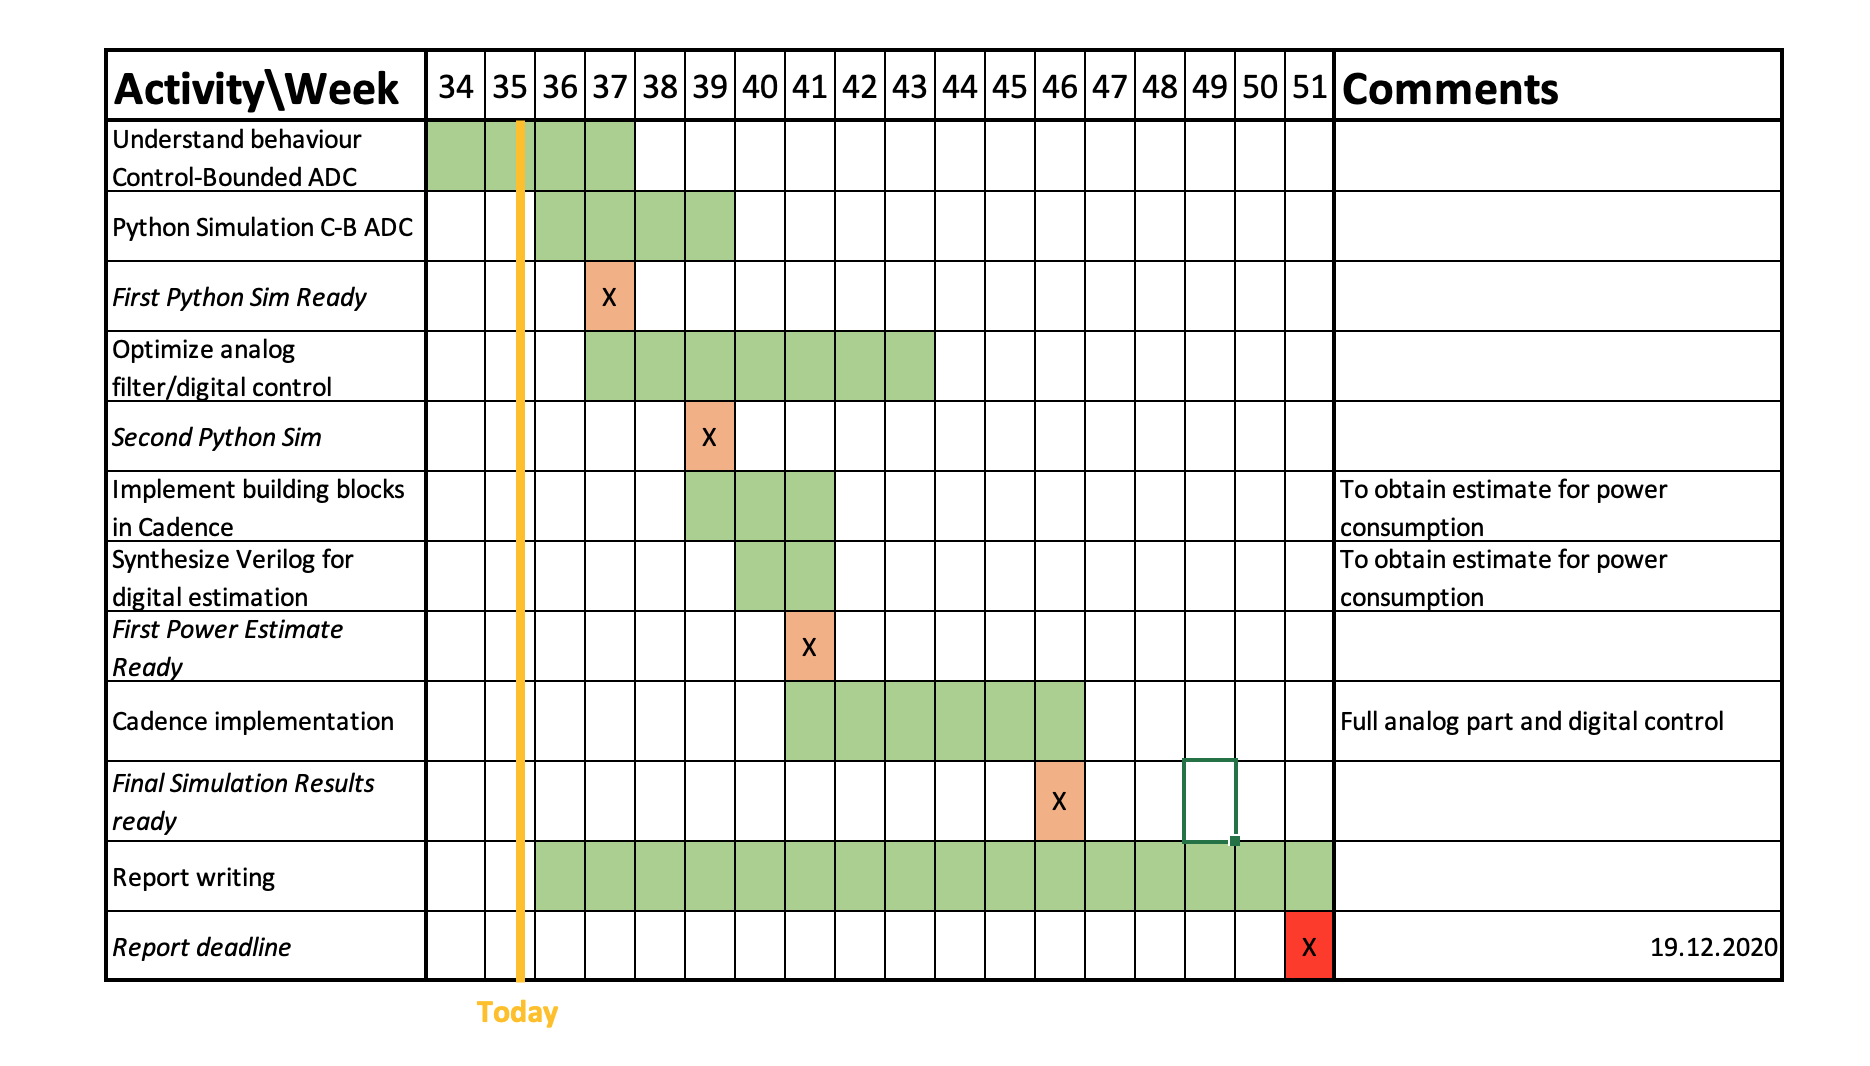 Activity\Week 34 35 36 37 38 39 40 41 42 43 44 45 46 47 48 49 50 51 Comments
Understand behaviour
Control-Bounded ADC
Python Simulation C-B ADC
First Python Sim Ready X
Optimize analog
filter/digital control
Second Python Sim X
Implement building blocks
in Cadence
To obtain estimate for power
consumption
Synthesize Verilog for
digital estimation
To obtain estimate for power
consumption
First Power Estimate
Ready
X
Cadence implementation Full analog part and digital control
Final Simulation Results
ready
X
Report writing
Report deadline X 19.12.2020
Today